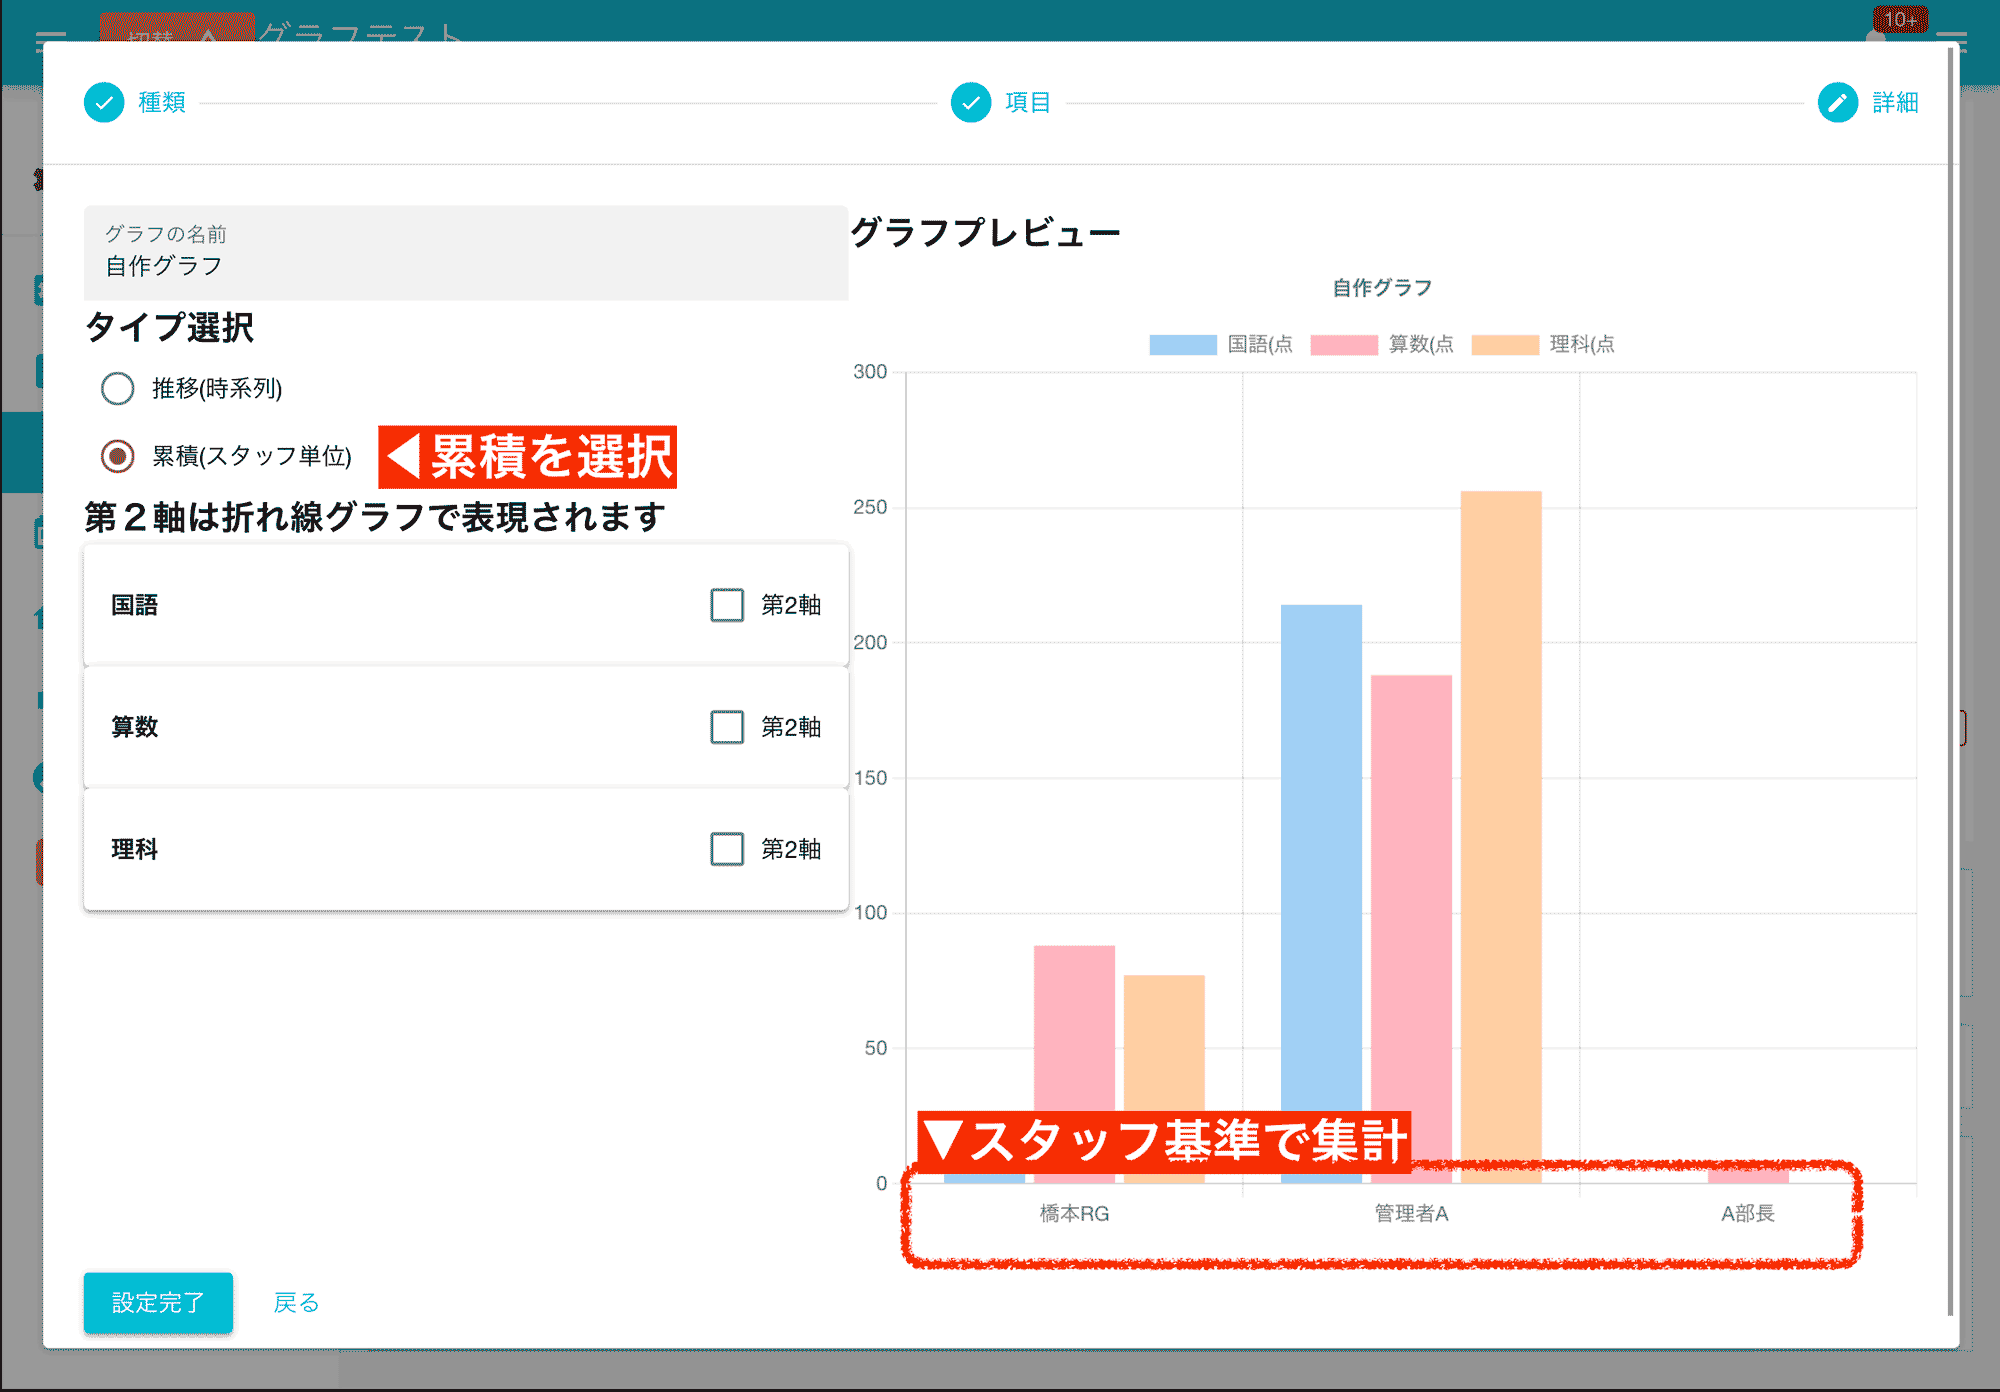 グラフテスト
10+
種類
項目
詳細
グラフの名前
自作グラフ
タイプ選択
推移(時系列)
累積(スタッフ単位)
◀累積を選択
第２軸は折れ線グラフで表現されます
国語
第2軸
算数
第2軸
理科
第2軸
設定完了
戻る
グラフプレビュー
自作グラフ
国語(点
算数(点
理科(点
300
250
200
150
100
50
0
▼スタッフ基準で集計
橋本RG
管理者A
A部長